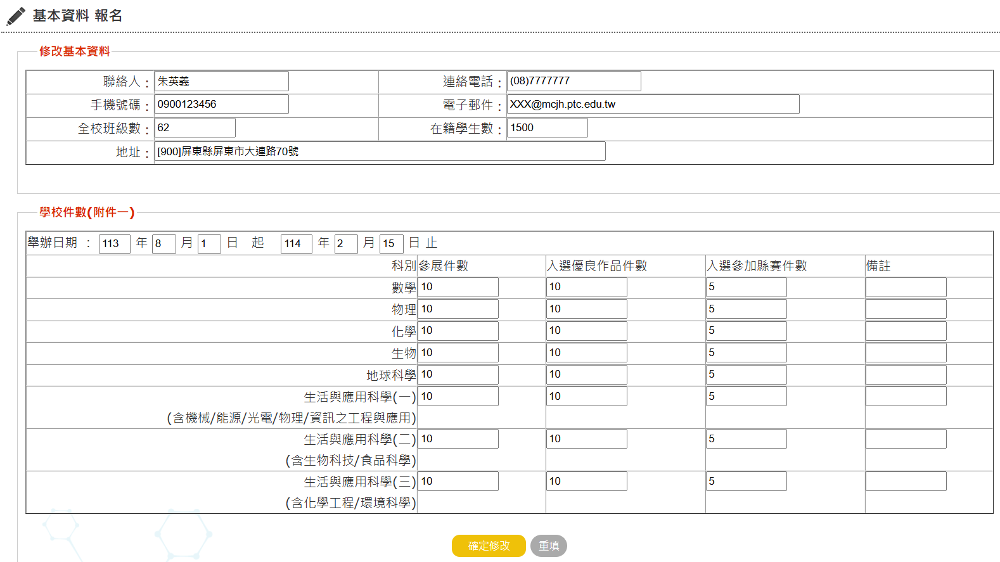 基本資料 報名
修改基本資料
聯絡人： 朱英義 連絡電話： (08)7777777
手機號碼： 0900123456 電子郵件： XXX@mcjh.ptc.edu.tw
全校班級數： 62 在籍學生數： 1500
地址： [900]屏東縣屏東市大連路70號
學校件數(附件一)
舉辦日期 ： 113 年 8 月 1 日 起 114 年 2 月 15 日 止
科別 參展件數 入選優良作品件數 入選參加縣賽件數 備註
數學 10 10 5
物理 10 10 5
化學 10 10 5
生物 10 10 5
地球科學 10 10 5
生活與應用科學(一) 10 10 5
(含機械/能源/光電/物理/資訊之工程與應用)
生活與應用科學(二) 10 10 5
(含生物科技/食品科學)
生活與應用科學(三) 10 10 5
(含化學工程/環境科學)
確定修改 重填